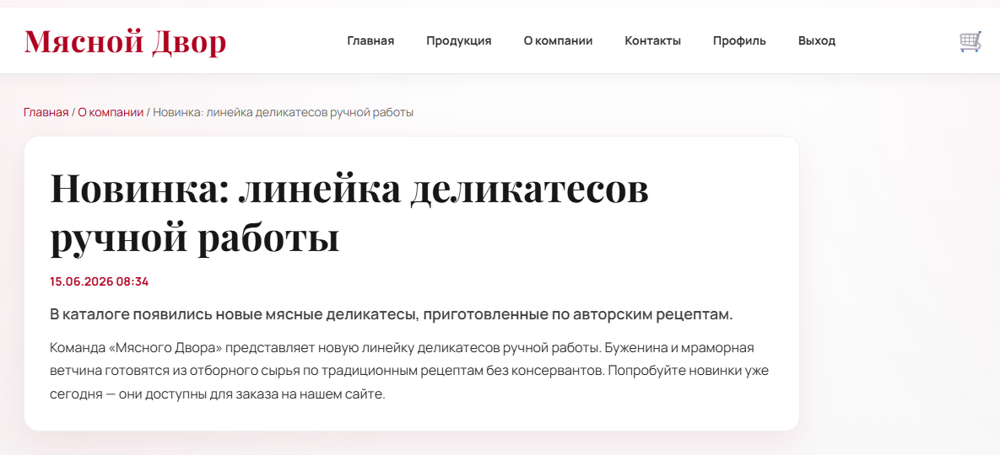 Мясной Двор
Главная Продукция О компании Контакты Профиль Выход
Главная / О компании / Новинка: линейка деликатесов ручной работы
Новинка: линейка деликатесов
ручной работы
15.06.2026 08:34
В каталоге появились новые мясные деликатесы, приготовленные по авторским рецептам.
Команда «Мясного Двора» представляет новую линейку деликатесов ручной работы. Буженина и мраморная
ветчина готовятся из отборного сырья по традиционным рецептам без консервантов. Попробуйте новинки уже
сегодня — они доступны для заказа на нашем сайте.